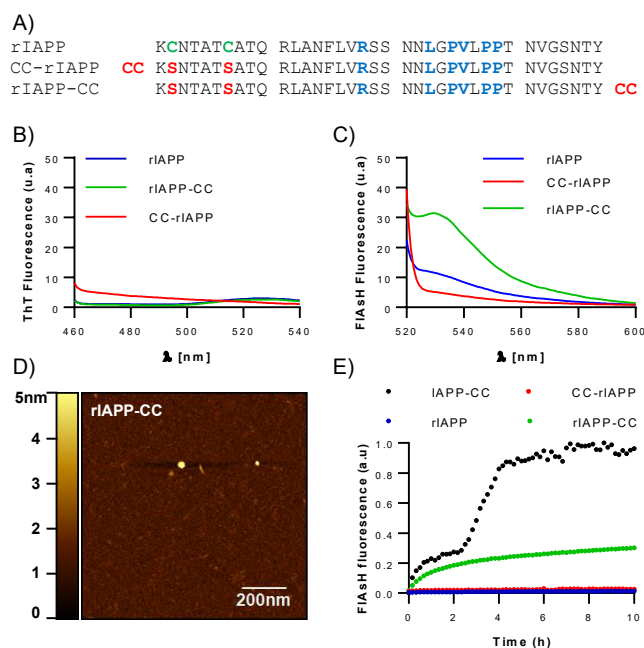 A)
rIAPP KCNTATCATQ RLANFLVRSS NNLGPVLPPT NVGSNTY
CC-rIAPP CC KSNTATSATQ RLANFLVRSS NNLGPVLPPT NVGSNTY
rIAPP-CC KSNTATSATQ RLANFLVRSS NNLGPVLPPT NVGSNTY CC
B)
ThT Fluorescence (u.a)
50
40
30
20
10
0
rIAPP
rIAPP-CC
CC-rIAPP
460 480 500 520 540
λ [nm]
C)
FlAsH Fluorescence (u.a)
50
40
30
20
10
0
rIAPP
CC-rIAPP
rIAPP-CC
520 540 560 580 600
λ [nm]
D)
5nm
4
3
2
1
0
rIAPP-CC
200nm
E)
IAPP-CC CC-rIAPP
rIAPP rIAPP-CC
FlAsH fluorescence (a.u)
1.0
0.8
0.6
0.4
0.2
0.0
0 2 4 6 8 10
Time (h)